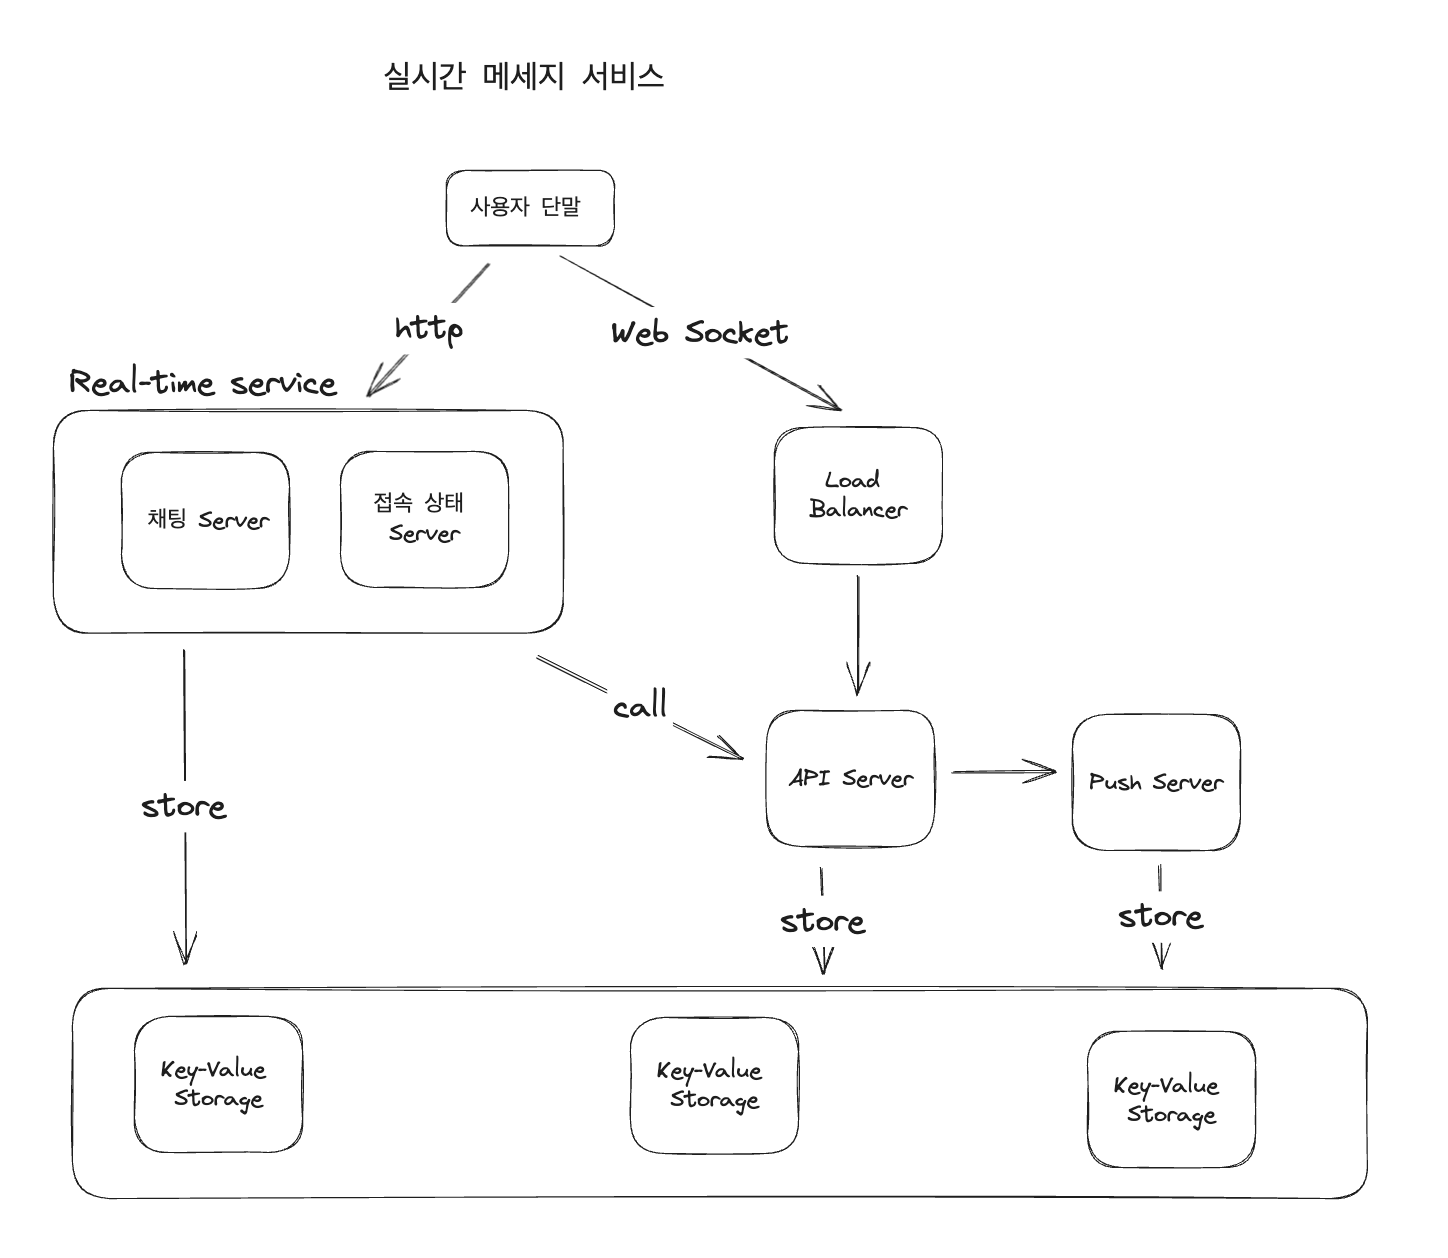 실시간 메세지 서비스
사용자 단말
http
Web Socket
Real-time service
채팅 Server
접속 상태
Server
Load
Balancer
call
API Server
Push Server
store
store
store
Key-Value
Storage
Key-Value
Storage
Key-Value
Storage